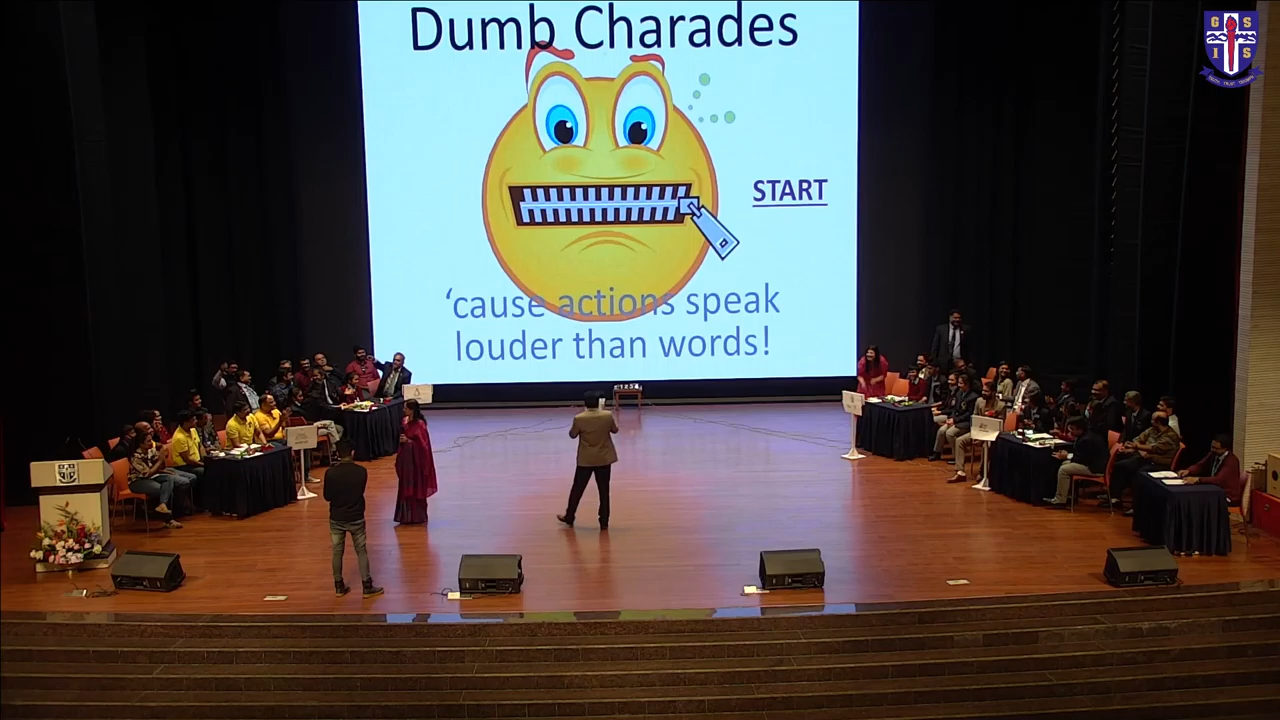 Dumb Charades
START
‘cause actions speak
louder than words!
G S
I S